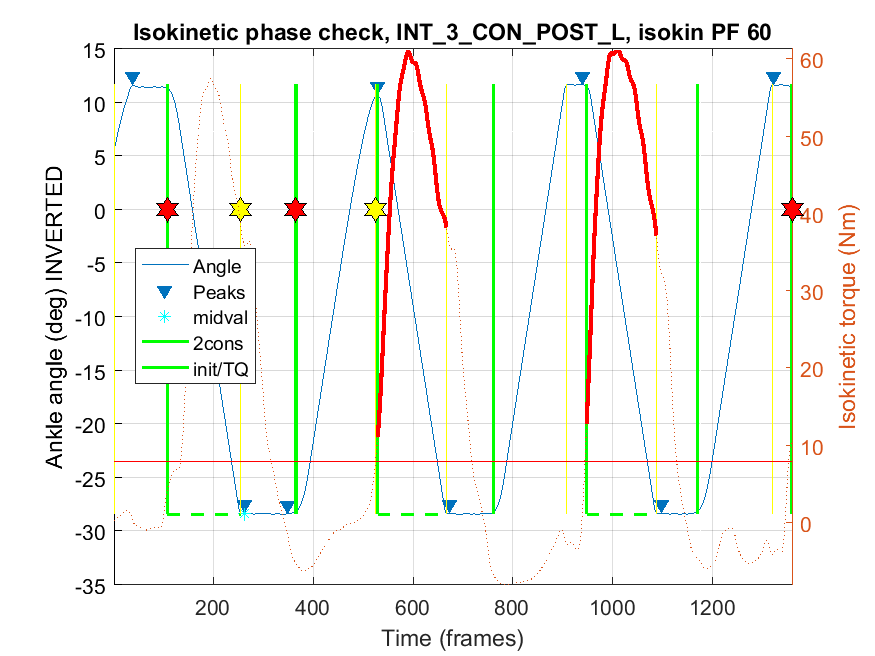 Isokinetic phase check, INT_3_CON_POST_L, isokin PF 60
Ankle angle (deg) INVERTED
15
10
5
0
-5
-10
-15
-20
-25
-30
-35
Angle
Peaks
midval
2cons
init/TQ
60
50
40
30
20
10
0
Isokinetic torque (Nm)
200
400
600
800
1000
1200
Time (frames)